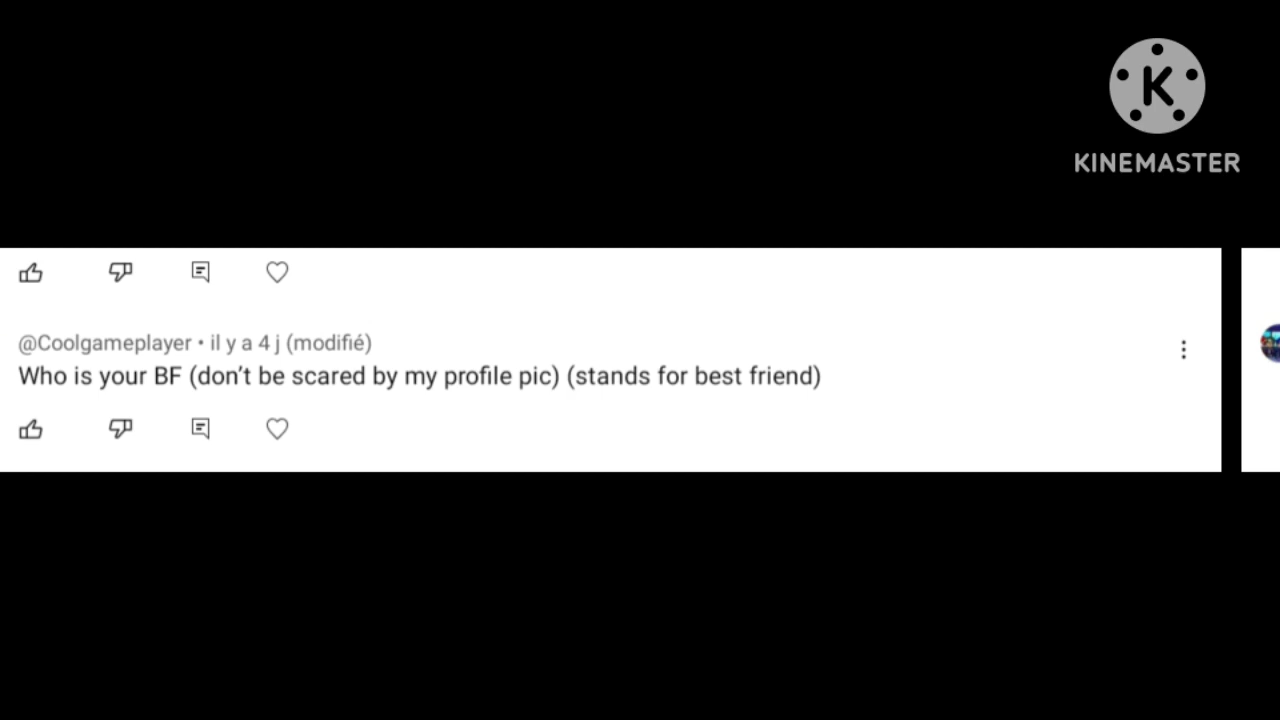 KINEMASTER
@Coolgameplayer • il y a 4 j (modifié)
Who is your BF (don’t be scared by my profile pic) (stands for best friend)